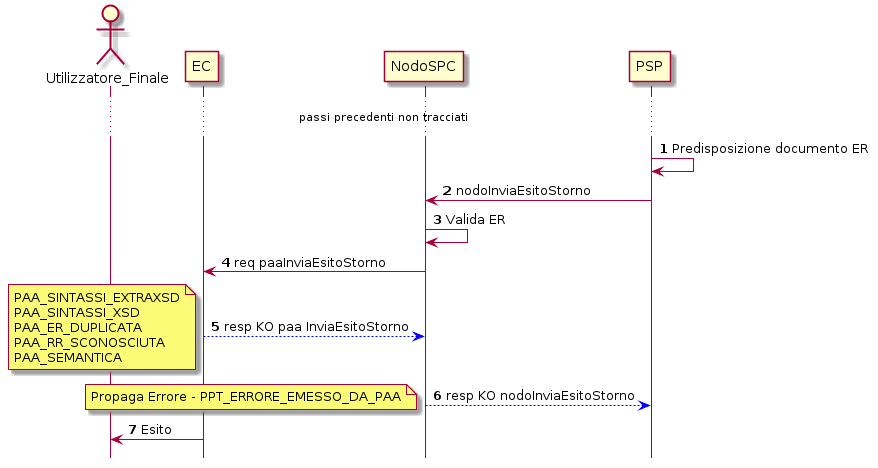 Utilizzatore_Finale
EC
NodoSPC
PSP
passi precedenti non tracciati
1 Predisposizione documento ER
2 nodoInviaEsitoStorno
3 Valida ER
4 req paaInviaEsitoStorno
PAA_SINTASSI_EXTRAXSD
PAA_SINTASSI_XSD
PAA_ER_DUPLICATA
PAA_RR_SCONOSCIUTA
PAA_SEMANTICA
5 resp KO paa InviaEsitoStorno
Propaga Errore - PPT_ERRORE_EMESSO_DA_PAA
6 resp KO nodoInviaEsitoStorno
7 Esito